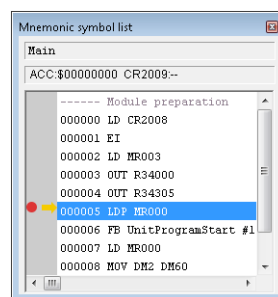 Mnemonic symbol list
Main
ACC:$00000000 CR2009:--
------ Module preparation
000000 LD CR2008
000001 EI
000002 LD MR003
000003 OUT R34000
000004 OUT R34305
000005 LDP MR000
000006 FB UnitProgramStart #1
000007 LD MR000
000008 MOV DM2 DM60